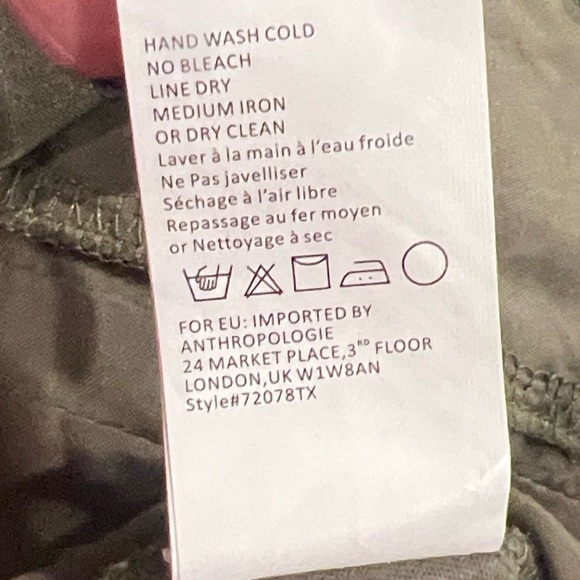 HAND WASH COLD
NO BLEACH
LINE DRY
MEDIUM IRON
OR DRY CLEAN
Laver à la main à l'eau froide
Ne Pas javelliser
Séchage à l'air libre
Repassage au fer moyen
or Nettoyage à sec
FOR EU: IMPORTED BY
ANTHROPOLOGIE
24 MARKET PLACE,3RD FLOOR
LONDON,UK W1W8AN
Style#72078TX